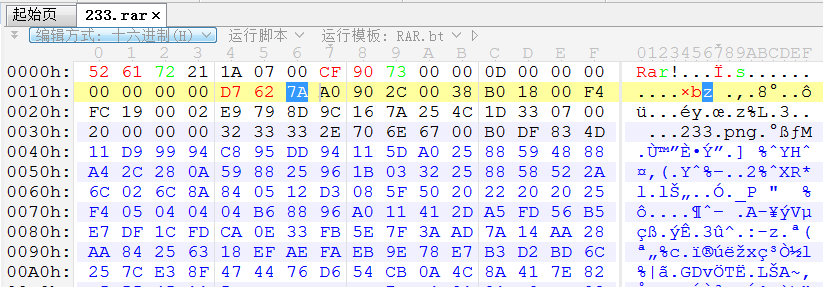 起始页 233.rar ×
编辑方式: 十六进制(H) 运行脚本 运行模板: RAR.bt
0 1 2 3 4 5 6 7 8 9 A B C D E F 0123456789ABCDEF
0000h: 52 61 72 21 1A 07 00 CF 90 73 00 00 0D 00 00 00 Rar!...Ï.s......
0010h: 00 00 00 00 D7 62 7A A0 90 2C 00 38 B0 18 00 F4 ....×bz .,.8°..ô
0020h: FC 19 00 02 E9 79 8D 9C 16 7A 25 4C 1D 33 07 00 ü...éy.œ.z%L.3..
0030h: 20 00 00 00 32 33 33 2E 70 6E 67 00 B0 DF 83 4D ...233.png.°ßƒM
0040h: 11 D9 99 94 C8 95 DD 94 11 5D A0 25 88 59 48 88 .Ù™”È•Ý”.] %ˆYHˆ
0050h: A4 2C 28 0A 59 88 25 96 1B 03 32 25 88 58 52 2A ¤,(.Yˆ%–..2%ˆXR*
0060h: 6C 02 6C 8A 84 05 12 D3 08 5F 50 20 22 20 20 25 l.lŠ„..Ó._P "  %
0070h: F4 05 04 04 04 B6 88 96 A0 11 41 2D A5 FD 56 B5 ô....¶ˆ– .A-¥ýVµ
0080h: E7 DF 1C FD CA 0E 33 FB 5E 7F 3A AD 7A 14 AA 28 çß.ýÊ.3û^.:-z.ª(
0090h: AA 84 25 63 18 EF AE FA EB 9E 78 E7 B3 D2 BD 6C ª„%c.ï®úëžxç³Ò½l
00A0h: 25 7C E3 8F 47 44 76 D6 54 CB 0A 4C 8A 41 7E 82 %|ã.GDvÖTË.LŠA~‚